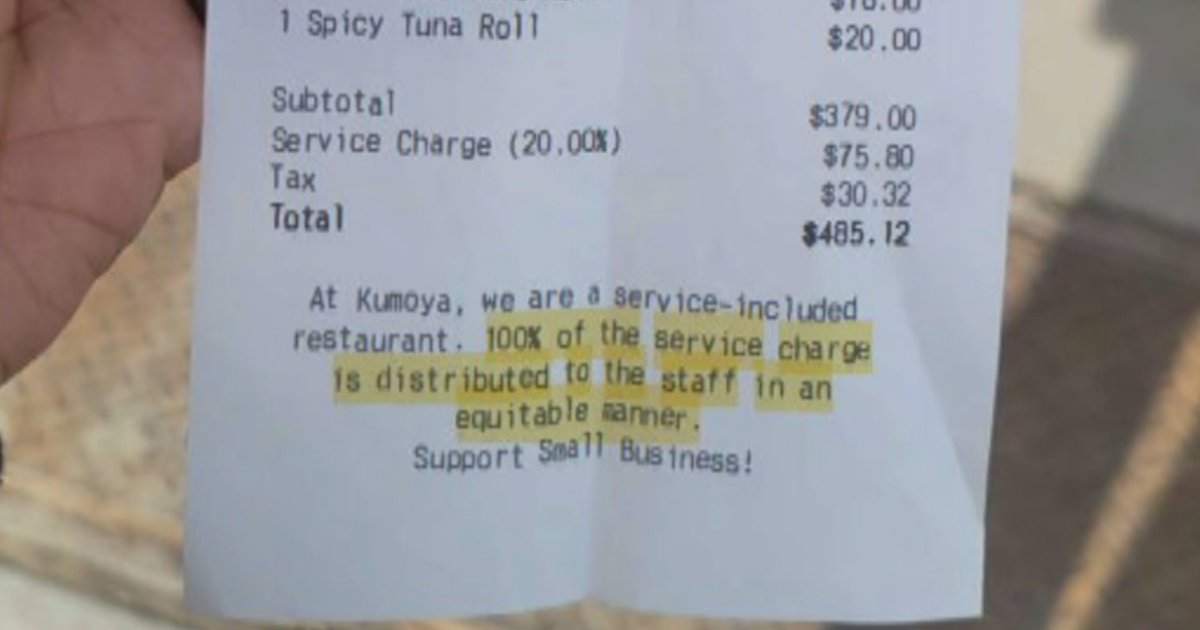 1 Spicy Tuna Roll $20.00
Subtotal $379.00
Service Charge (20.00%) $75.80
Tax $30.32
Total $485.12
At Kumoya, we are a service-included
restaurant. 100% of the service charge
is distributed to the staff in an
equitable manner.
Support Small Business!